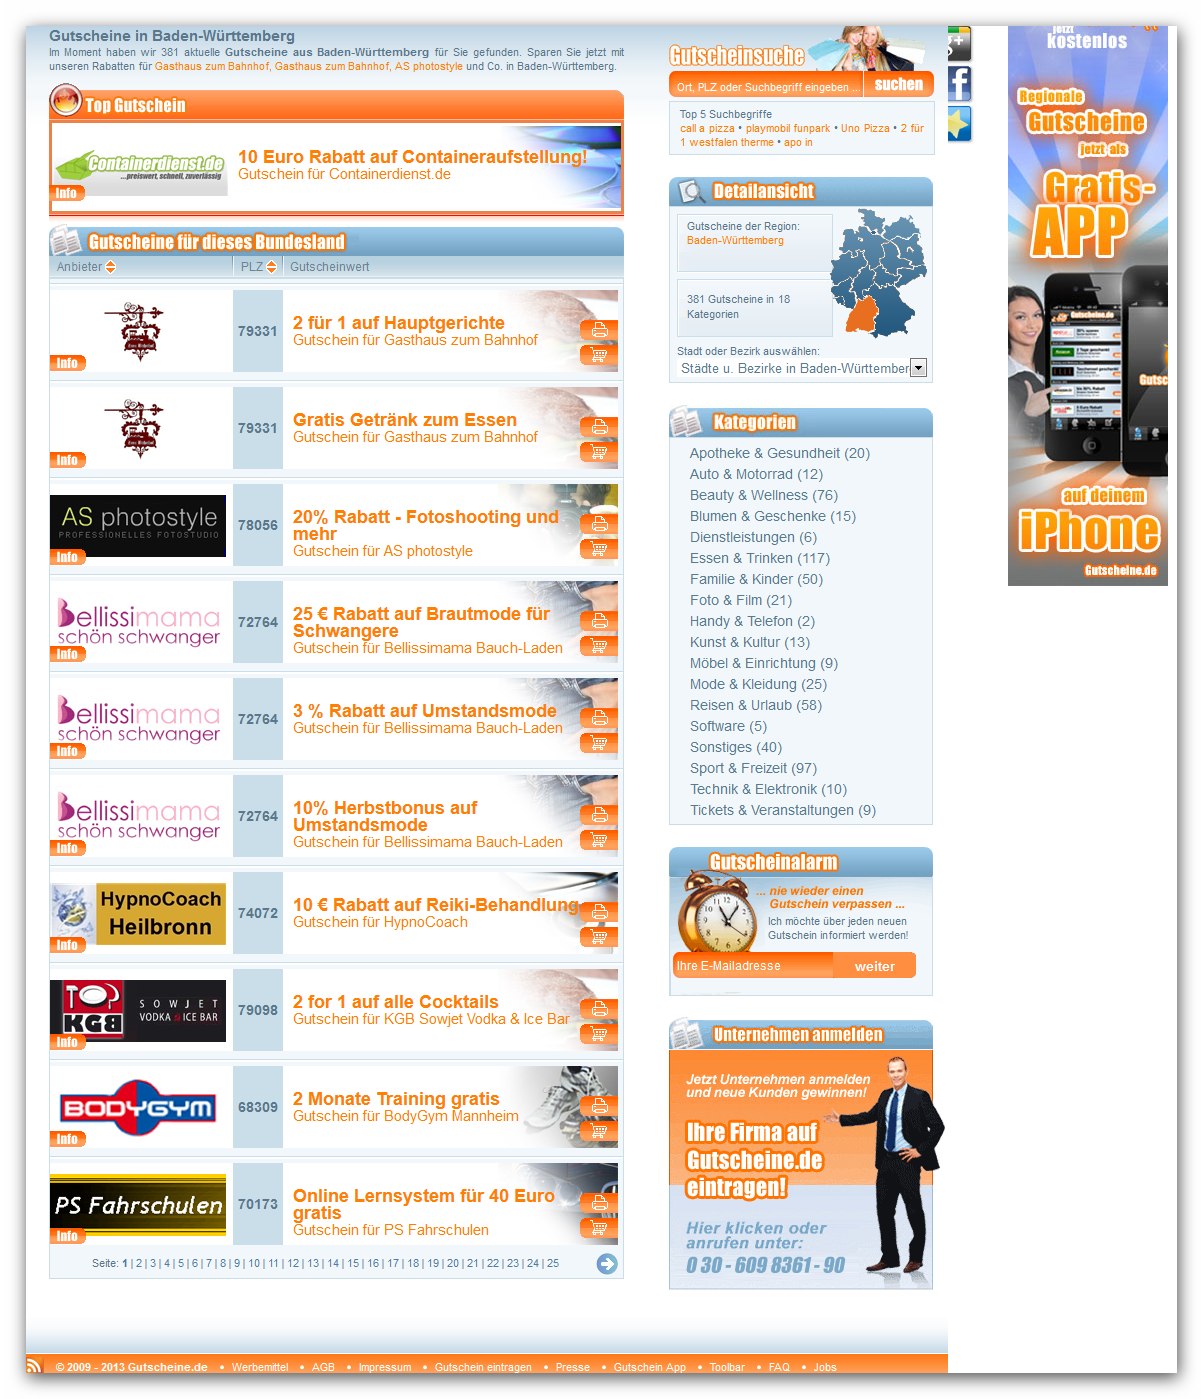 Gutscheine in Baden-Württemberg
Im Moment haben wir 381 aktuelle Gutscheine aus Baden-Württemberg für Sie gefunden. Sparen Sie jetzt mit
unseren Rabatten für Gasthaus zum Bahnhof, Gasthaus zum Bahnhof, AS photostyle und Co. in Baden-Württemberg.
Top Gutschein
Containerdienst.de
...preiswert, schnell, zuverlässig
Info
10 Euro Rabatt auf Containeraufstellung!
Gutschein für Containerdienst.de
Gutscheine für dieses Bundesland
Anbieter PLZ Gutscheinwert
Info
79331
2 für 1 auf Hauptgerichte
Gutschein für Gasthaus zum Bahnhof
Info
79331
Gratis Getränk zum Essen
Gutschein für Gasthaus zum Bahnhof
AS photostyle
PROFESSIONELLES FOTOSTUDIO
Info
78056
20% Rabatt - Fotoshooting und
mehr
Gutschein für AS photostyle
Bellissimama
schön schwanger
Info
72764
25 € Rabatt auf Brautmode für
Schwangere
Gutschein für Bellissimama Bauch-Laden
Bellissimama
schön schwanger
Info
72764
3 % Rabatt auf Umstandsmode
Gutschein für Bellissimama Bauch-Laden
Bellissimama
schön schwanger
Info
72764
10% Herbstbonus auf
Umstandsmode
Gutschein für Bellissimama Bauch-Laden
HypnoCoach
Heilbronn
Info
74072
10 € Rabatt auf Reiki-Behandlung
Gutschein für HypnoCoach
TOP
KGB
SOWJET
VODKA ICE BAR
Info
79098
2 for 1 auf alle Cocktails
Gutschein für KGB Sowjet Vodka & Ice Bar
BODYGYM
Info
68309
2 Monate Training gratis
Gutschein für BodyGym Mannheim
PS Fahrschulen
Info
70173
Online Lernsystem für 40 Euro
gratis
Gutschein für PS Fahrschulen
Seite: 1 | 2 | 3 | 4 | 5 | 6 | 7 | 8 | 9 | 10 | 11 | 12 | 13 | 14 | 15 | 16 | 17 | 18 | 19 | 20 | 21 | 22 | 23 | 24 | 25
Gutscheinsuche
Ort, PLZ oder Suchbegriff eingeben ... suchen
Top 5 Suchbegriffe
call a pizza • playmobil funpark • Uno Pizza • 2 für
1 westfalen therme • apo in
Detailansicht
Gutscheine der Region:
Baden-Württemberg
381 Gutscheine in 18
Kategorien
Stadt oder Bezirk auswählen:
Städte u. Bezirke in Baden-Württember
Kategorien
Apotheke & Gesundheit (20)
Auto & Motorrad (12)
Beauty & Wellness (76)
Blumen & Geschenke (15)
Dienstleistungen (6)
Essen & Trinken (117)
Familie & Kinder (50)
Foto & Film (21)
Handy & Telefon (2)
Kunst & Kultur (13)
Möbel & Einrichtung (9)
Mode & Kleidung (25)
Reisen & Urlaub (58)
Software (5)
Sonstiges (40)
Sport & Freizeit (97)
Technik & Elektronik (10)
Tickets & Veranstaltungen (9)
Gutscheinalarm
... nie wieder einen
Gutschein verpassen ...
Ich möchte über jeden neuen
Gutschein informiert werden!
Ihre E-Mailadresse weiter
Unternehmen anmelden
Jetzt Unternehmen anmelden
und neue Kunden gewinnen!
Ihre Firma auf
Gutscheine.de
eintragen!
Hier klicken oder
anrufen unter:
0 30 - 609 8361 - 90
jetzt
kostenlos
Regionale
Gutscheine
jetzt als
Gratis-
APP
Gutscheine.de
auf deinem
iPhone
Gutscheine.de
© 2009 - 2013 Gutscheine.de • Werbemittel • AGB • Impressum • Gutschein eintragen • Presse • Gutschein App • Toolbar • FAQ • Jobs